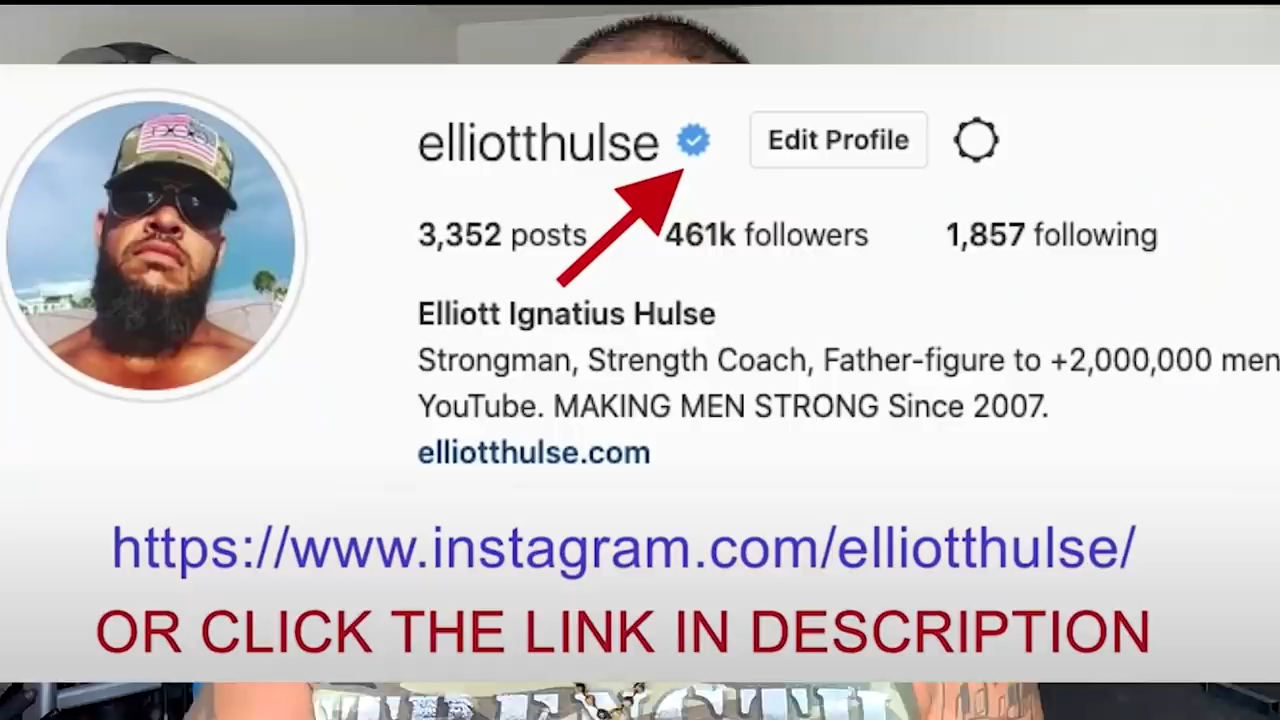 elliotthulse Edit Profile
3,352 posts 461k followers 1,857 following
Elliott Ignatius Hulse
Strongman, Strength Coach, Father-figure to +2,000,000 men
YouTube. MAKING MEN STRONG Since 2007.
elliotthulse.com
https://www.instagram.com/elliotthulse/
OR CLICK THE LINK IN DESCRIPTION